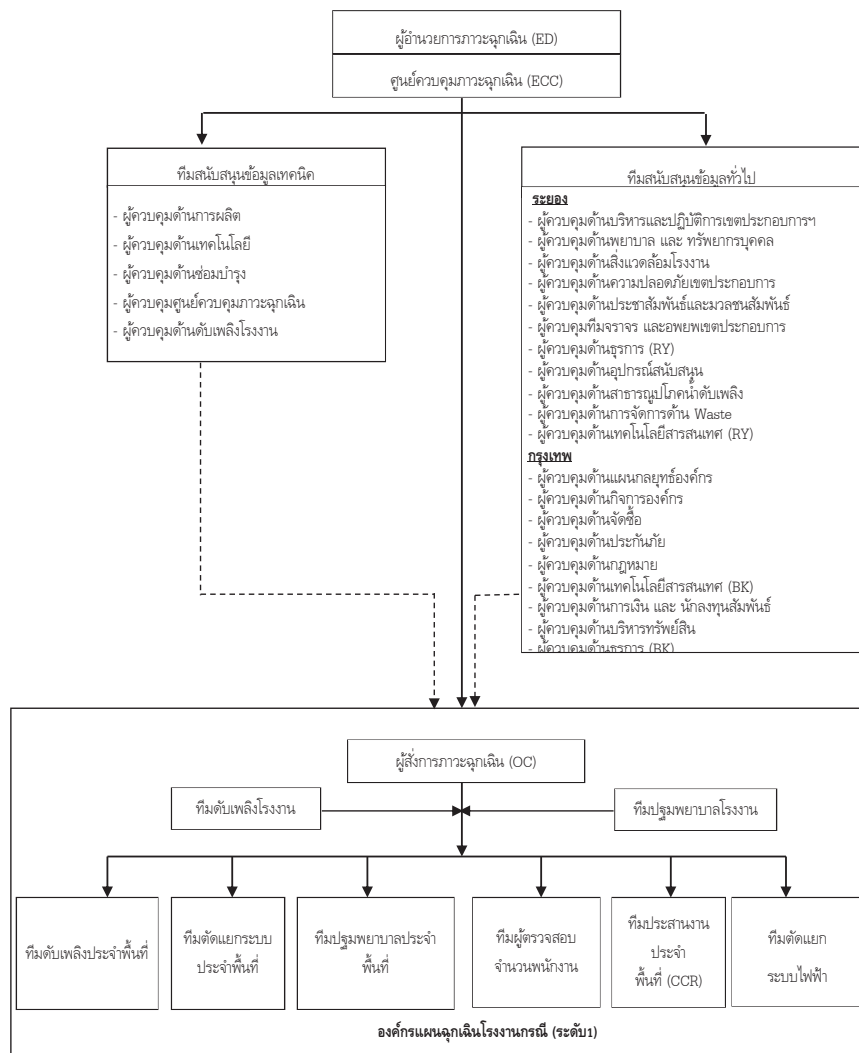 ผู้อำนวยการภาวะฉุกเฉิน (ED)
ศูนย์ควบคุมภาวะฉุกเฉิน (ECC)
ทีมสนับสนุนข้อมูลเทคนิค
- ผู้ควบคุมด้านการผลิต
- ผู้ควบคุมด้านเทคโนโลยี
- ผู้ควบคุมด้านซ่อมบำรุง
- ผู้ควบคุมศูนย์ควบคุมภาวะฉุกเฉิน
- ผู้ควบคุมด้านดับเพลิงโรงงาน
ทีมสนับสนุนข้อมูลทั่วไป
ระยอง
- ผู้ควบคุมด้านบริหารและปฏิบัติการเขตประกอบการฯ
- ผู้ควบคุมด้านพยาบาล และ ทรัพยากรบุคคล
- ผู้ควบคุมด้านสิ่งแวดล้อมโรงงาน
- ผู้ควบคุมด้านความปลอดภัยเขตประกอบการ
- ผู้ควบคุมด้านประชาสัมพันธ์และมวลชนสัมพันธ์
- ผู้ควบคุมทีมจราจร และอพยพเขตประกอบการ
- ผู้ควบคุมด้านธุรการ (RY)
- ผู้ควบคุมด้านอุปกรณ์สนับสนุน
- ผู้ควบคุมด้านสาธารณูปโภคน้ำดับเพลิง
- ผู้ควบคุมด้านการจัดการด้าน Waste
- ผู้ควบคุมด้านเทคโนโลยีสารสนเทศ (RY)
กรุงเทพ
- ผู้ควบคุมด้านแผนกลยุทธ์องค์กร
- ผู้ควบคุมด้านกิจการองค์กร
- ผู้ควบคุมด้านจัดซื้อ
- ผู้ควบคุมด้านประกันภัย
- ผู้ควบคุมด้านกฎหมาย
- ผู้ควบคุมด้านเทคโนโลยีสารสนเทศ (BK)
- ผู้ควบคุมด้านการเงิน และ นักลงทุนสัมพันธ์
- ผู้ควบคุมด้านบริหารทรัพย์สิน
- ผู้ควบคุมด้านธุรการ (BK)
ผู้สั่งการภาวะฉุกเฉิน (OC)
ทีมดับเพลิงโรงงาน
ทีมปฐมพยาบาลโรงงาน
ทีมดับเพลิงประจำพื้นที่
ทีมตัดแยกระบบ
ประจำพื้นที่
ทีมปฐมพยาบาลประจำ
พื้นที่
ทีมผู้ตรวจสอบ
จำนวนพนักงาน
ทีมประสานงาน
ประจำ
พื้นที่ (CCR)
ทีมตัดแยก
ระบบไฟฟ้า
องค์กรแผนฉุกเฉินโรงงานกรณี (ระดับ1)